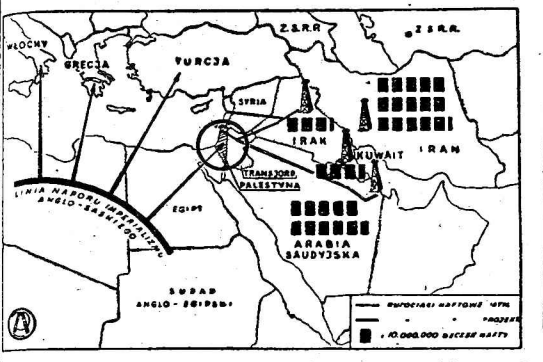 Z.S.R.R
Z.S.R.R.
WŁOCHY
GRECJA
TURCJA
SYRIA
IRAK
IRAN
KUWAIT
TRANSJORD.
PALESTYNA
LINIA NAPORU IMPERIALIZMU
ANGLO-SASKIEGO
EGIPT
ARABIA
SAUDYJSKA
SUDAN
ANGLO-EGIPSKI
A
RUROCIĄGI NAFTOWE
" " PROJEKT.
10.000.000 BECZEK NAFTY